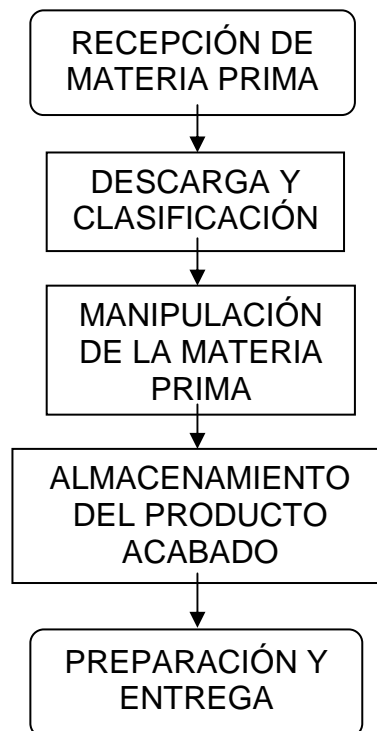 RECEPCIÓN DE
MATERIA PRIMA
DESCARGA Y
CLASIFICACIÓN
MANIPULACIÓN
DE LA MATERIA
PRIMA
ALMACENAMIENTO
DEL PRODUCTO
ACABADO
PREPARACIÓN Y
ENTREGA